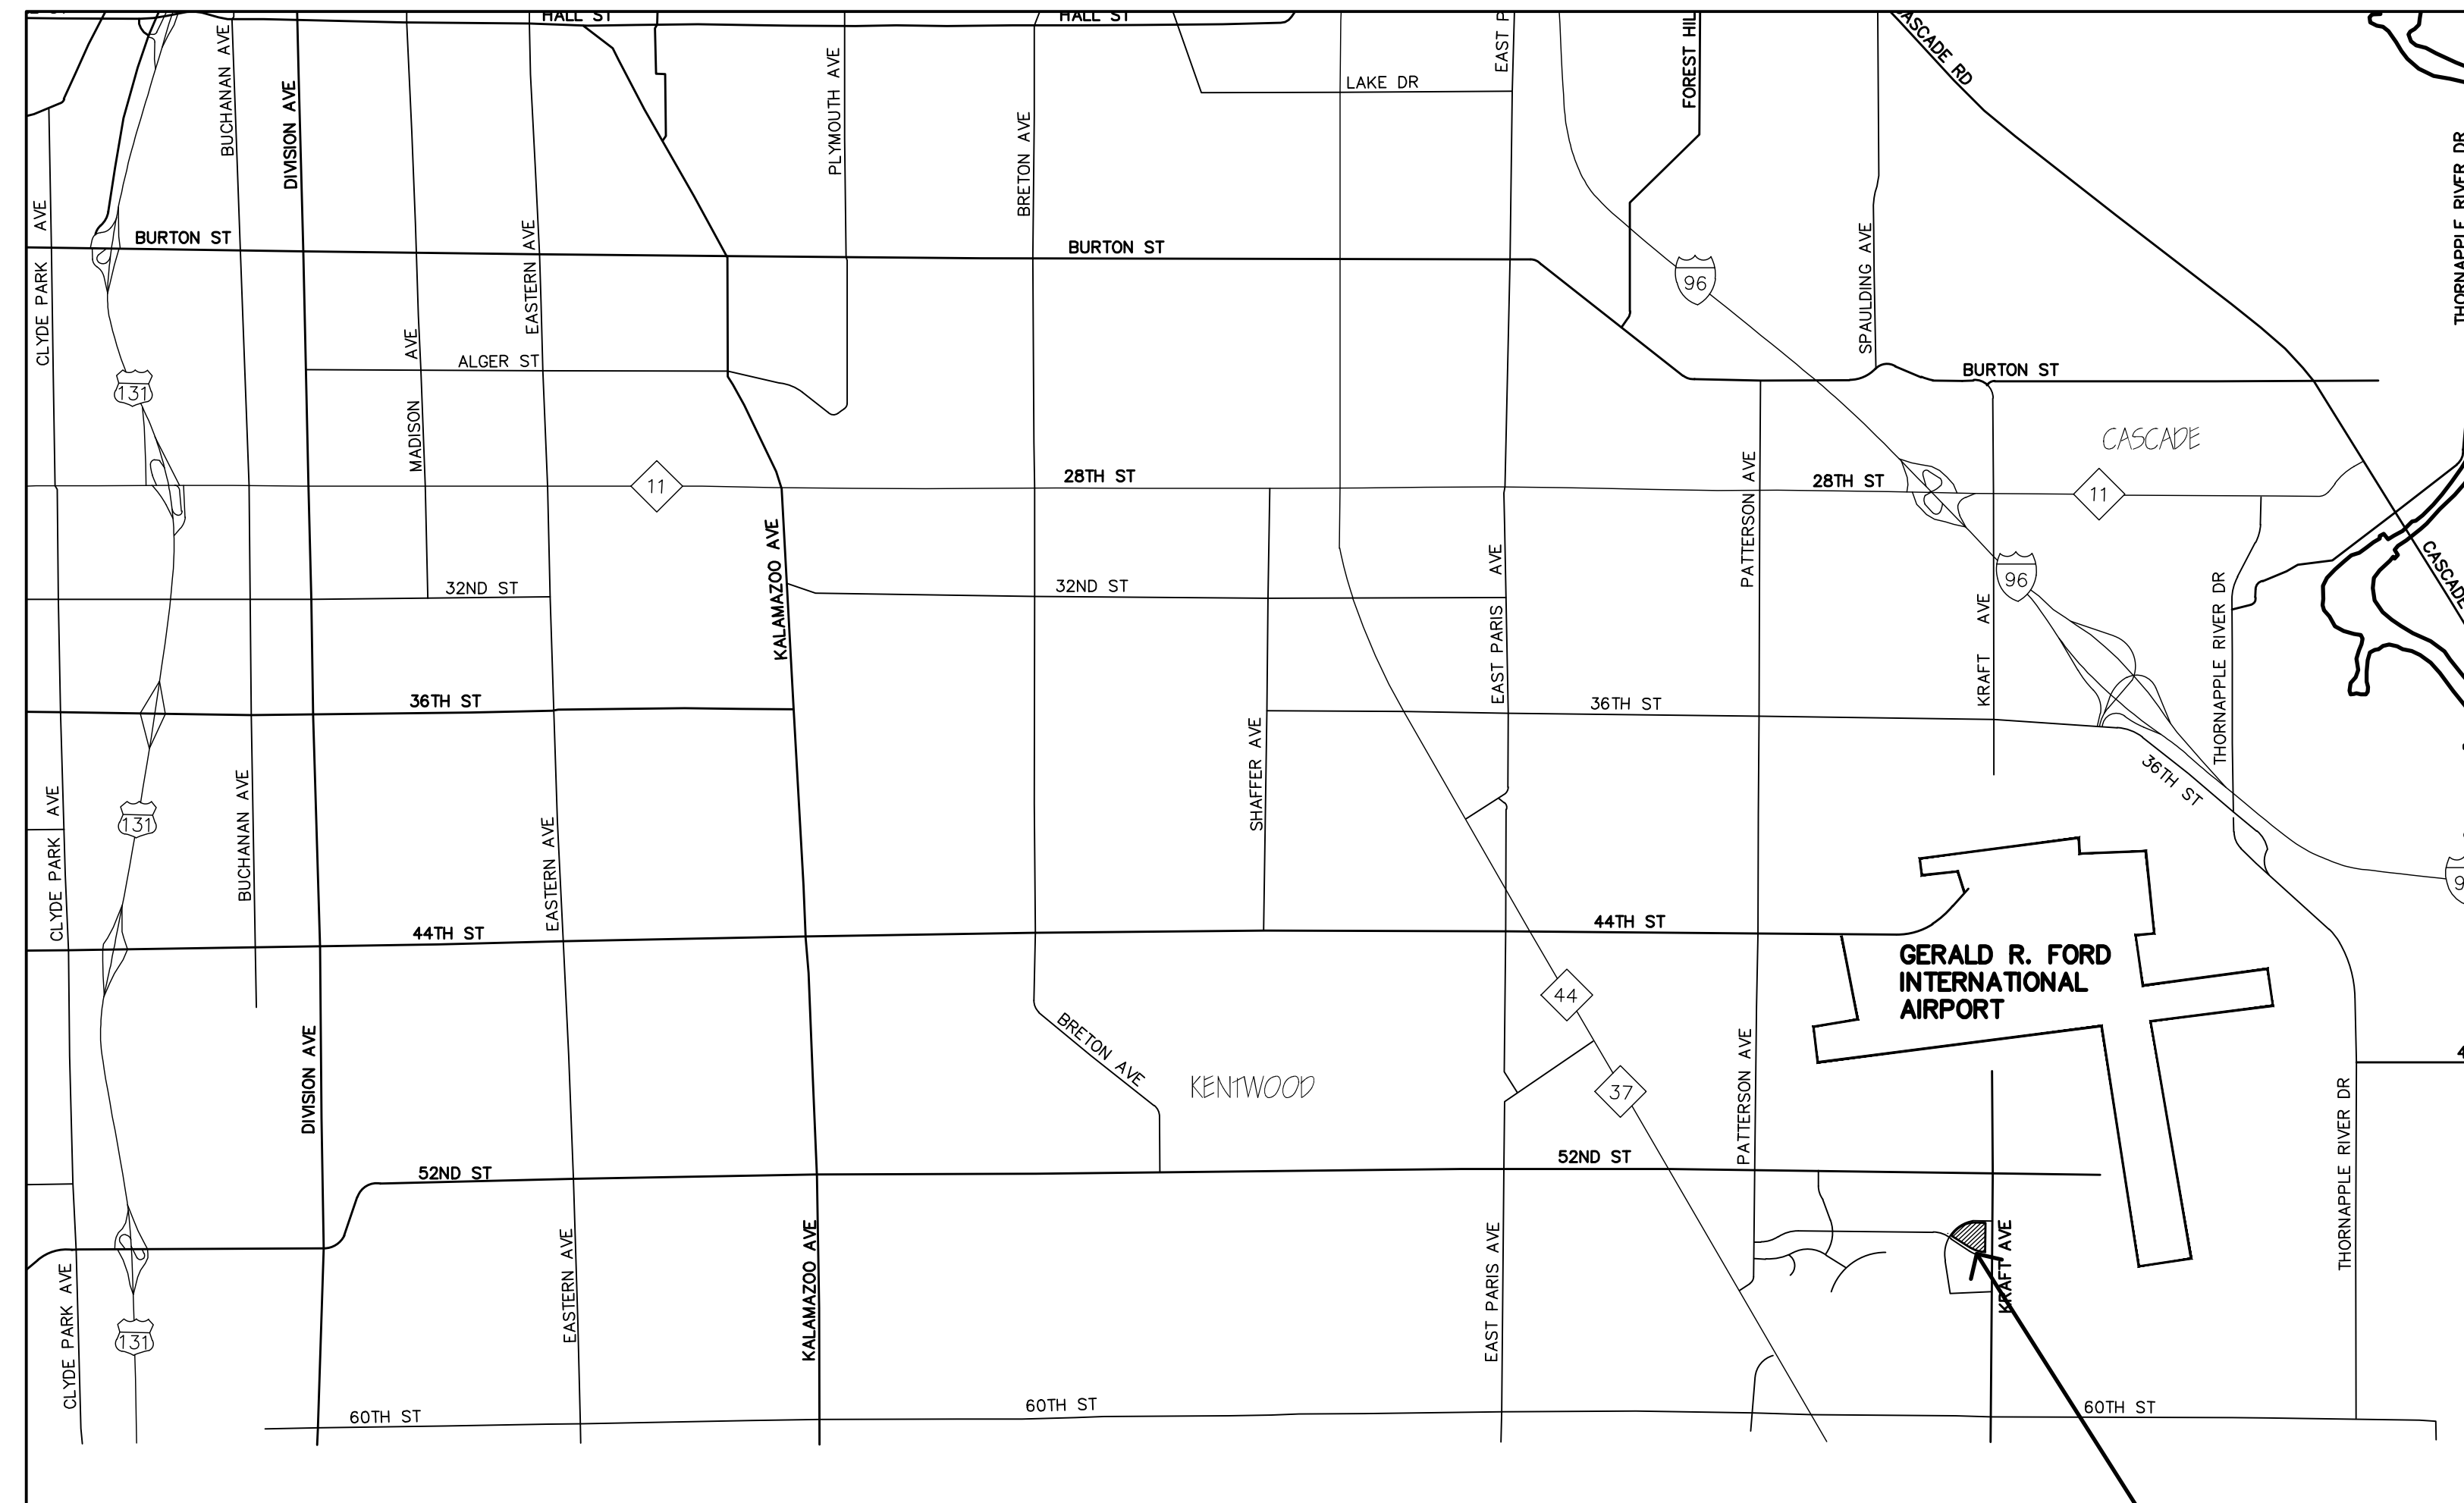 HALL ST
HALL ST
EAST P
FOREST HIL
CASCADE RD
BUCHANAN AVE
DIVISION AVE
PLYMOUTH AVE
LAKE DR
BRETON AVE
THORNAPPLE RIVER DR
CLYDE PARK AVE
BURTON ST
EASTERN AVE
BURTON ST
96
SPAULDING AVE
131
MADISON AVE
ALGER ST
BURTON ST
CASCADE
11
28TH ST
PATTERSON AVE
28TH ST
11
KALAMAZOO AVE
32ND ST
32ND ST
EAST PARIS AVE
96
KRAFT AVE
THORNAPPLE RIVER DR
CASCADE
36TH ST
36TH ST
SHAFFER AVE
36TH ST
CLYDE PARK AVE
131
BUCHANAN AVE
EASTERN AVE
9
44TH ST
44TH ST
GERALD R. FORD
INTERNATIONAL
AIRPORT
44
DIVISION AVE
BRETON AVE
KENTWOOD
37
PATTERSON AVE
4
THORNAPPLE RIVER DR
52ND ST
52ND ST
CLYDE PARK AVE
131
EASTERN AVE
KALAMAZOO AVE
EAST PARIS AVE
KRAFT AVE
60TH ST
60TH ST
60TH ST